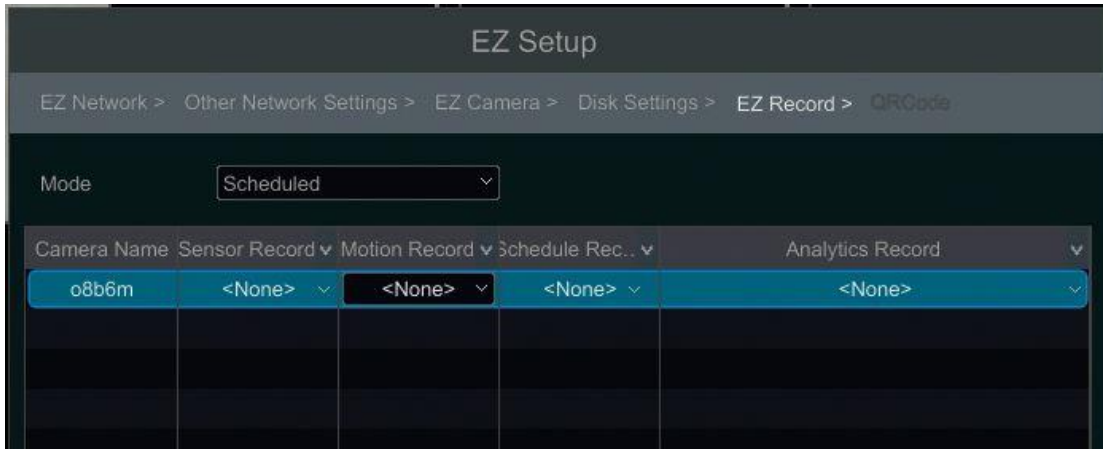 EZ Setup
EZ Network > Other Network Settings > EZ Camera > Disk Settings > EZ Record > QRCode
Mode Scheduled
Camera Name Sensor Record Motion Record Schedule Rec.. Analytics Record
o8b6m <None> <None> <None> <None>